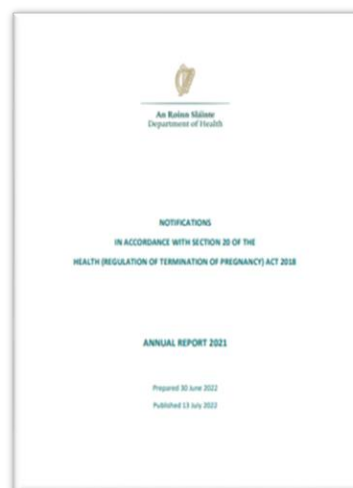 An Roinn Sláinte
Department of Health
NOTIFICATIONS
IN ACCORDANCE WITH SECTION 20 OF THE
HEALTH (REGULATION OF TERMINATION OF PREGNANCY) ACT 2018
ANNUAL REPORT 2021
Prepared 30 June 2022
Published 13 July 2022